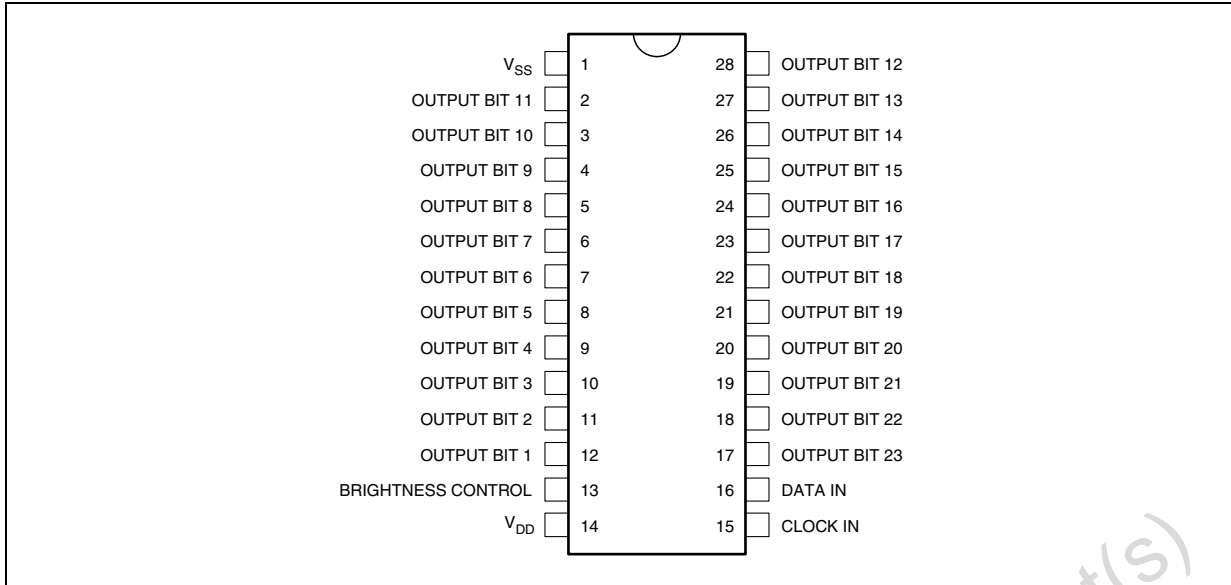 VSS 1 28 OUTPUT BIT 12
OUTPUT BIT 11 2 27 OUTPUT BIT 13
OUTPUT BIT 10 3 26 OUTPUT BIT 14
OUTPUT BIT 9 4 25 OUTPUT BIT 15
OUTPUT BIT 8 5 24 OUTPUT BIT 16
OUTPUT BIT 7 6 23 OUTPUT BIT 17
OUTPUT BIT 6 7 22 OUTPUT BIT 18
OUTPUT BIT 5 8 21 OUTPUT BIT 19
OUTPUT BIT 4 9 20 OUTPUT BIT 20
OUTPUT BIT 3 10 19 OUTPUT BIT 21
OUTPUT BIT 2 11 18 OUTPUT BIT 22
OUTPUT BIT 1 12 17 OUTPUT BIT 23
BRIGHTNESS CONTROL 13 16 DATA IN
VDD 14 15 CLOCK IN